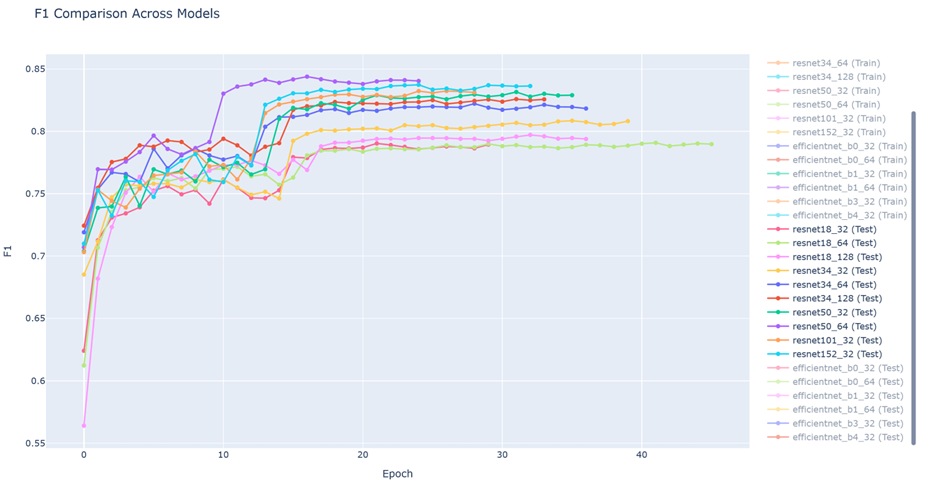 F1 Comparison Across Models
0.85
0.8
0.75
0.7
0.65
0.6
0.55
F1
0
10
20
30
40
Epoch
resnet34_64 (Train)
resnet34_128 (Train)
resnet50_32 (Train)
resnet50_64 (Train)
resnet101_32 (Train)
resnet152_32 (Train)
efficientnet_b0_32 (Train)
efficientnet_b0_64 (Train)
efficientnet_b1_32 (Train)
efficientnet_b1_64 (Train)
efficientnet_b3_32 (Train)
efficientnet_b4_32 (Train)
resnet18_32 (Test)
resnet18_64 (Test)
resnet18_128 (Test)
resnet34_32 (Test)
resnet34_64 (Test)
resnet34_128 (Test)
resnet50_32 (Test)
resnet50_64 (Test)
resnet101_32 (Test)
resnet152_32 (Test)
efficientnet_b0_32 (Test)
efficientnet_b0_64 (Test)
efficientnet_b1_32 (Test)
efficientnet_b1_64 (Test)
efficientnet_b3_32 (Test)
efficientnet_b4_32 (Test)